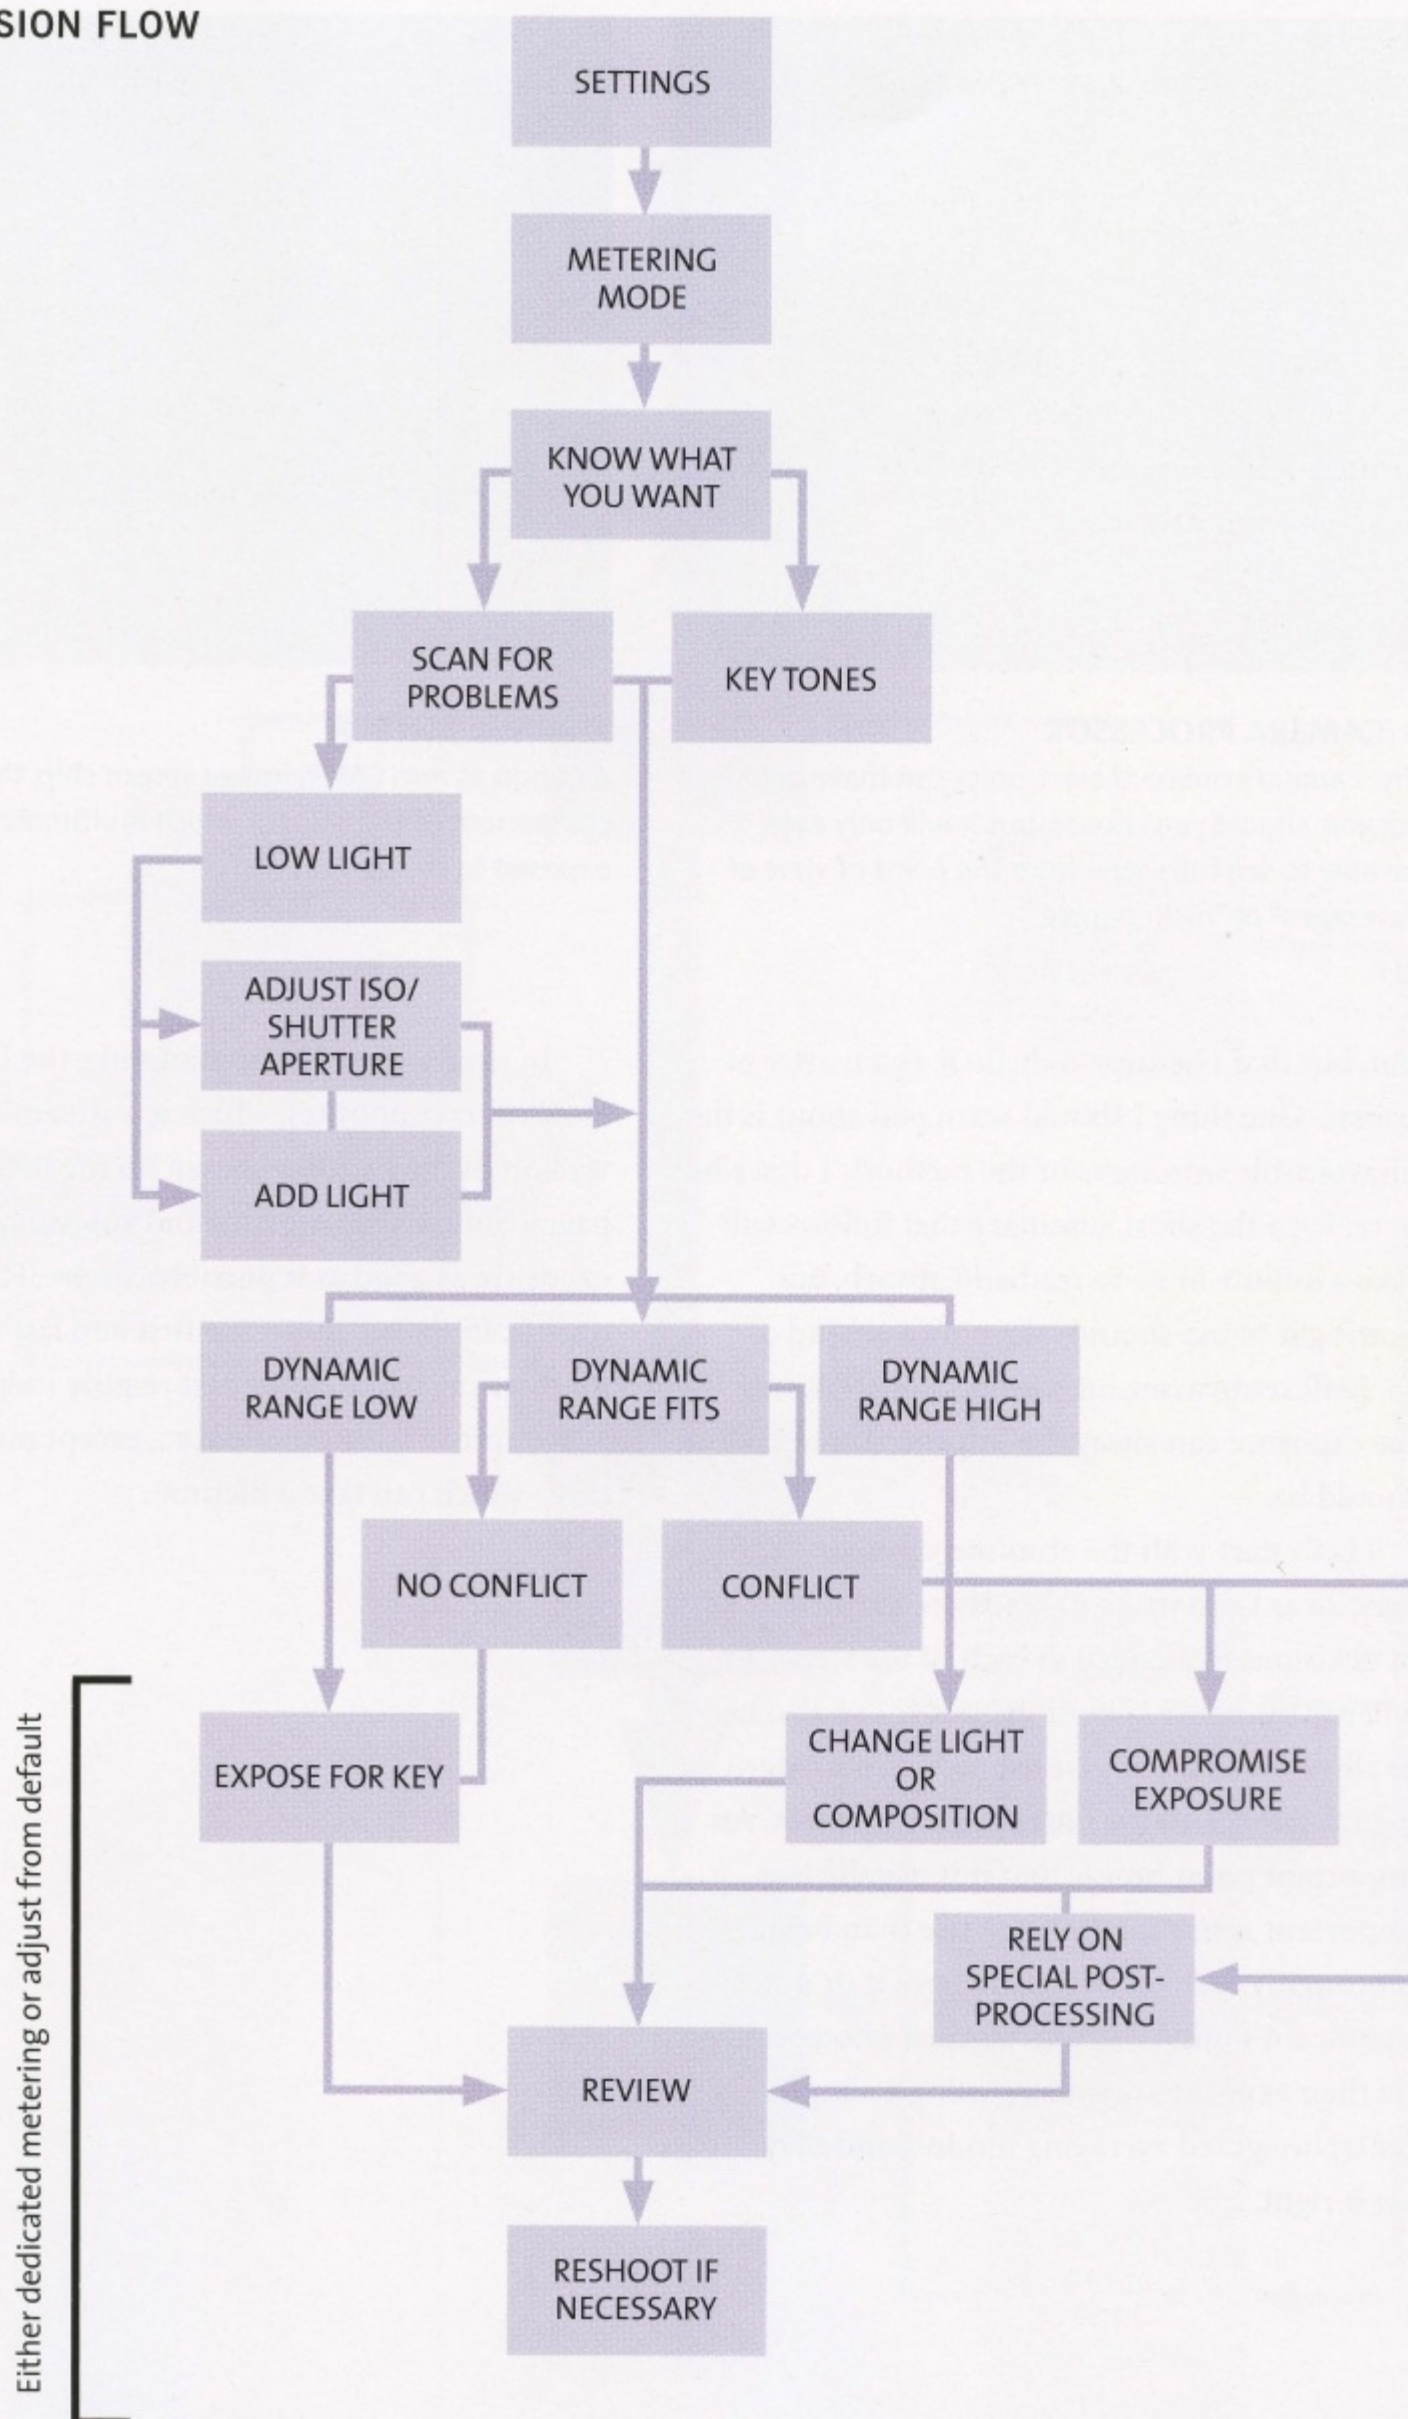 SION FLOW
SETTINGS
METERING
MODE
KNOW WHAT
YOU WANT
SCAN FOR
PROBLEMS
KEY TONES
LOW LIGHT
ADJUST ISO/
SHUTTER
APERTURE
ADD LIGHT
DYNAMIC
RANGE LOW
DYNAMIC
RANGE FITS
DYNAMIC
RANGE HIGH
NO CONFLICT
CONFLICT
EXPOSE FOR KEY
CHANGE LIGHT
OR
COMPOSITION
COMPROMISE
EXPOSURE
RELY ON
SPECIAL POST-
PROCESSING
REVIEW
RESHOOT IF
NECESSARY
Either dedicated metering or adjust from default